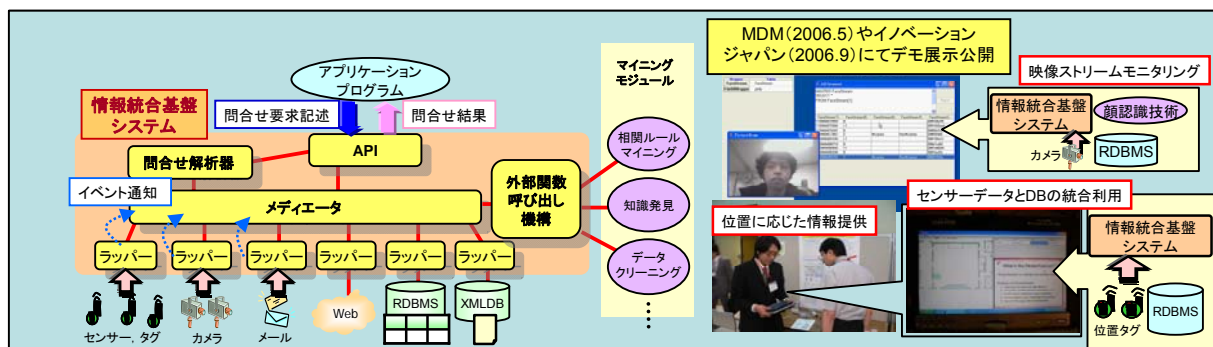 アプリケーション
プログラム
情報統合基盤
システム
問合せ要求記述
問合せ結果
API
問合せ解析器
イベント通知
メディエータ
外部関数
呼び出し
機構
ラッパー
ラッパー
ラッパー
ラッパー
ラッパー
ラッパー
センサー，タグ
カメラ
メール
Web
RDBMS
XMLDB
マイニング
モジュール
相関ルール
マイニング
知識発見
データ
クリーニング
MDM(2006.5)やイノベーション
ジャパン(2006.9)にてデモ展示公開
映像ストリームモニタリング
情報統合基盤
システム
顔認識技術
カメラ
RDBMS
センサーデータとDBの統合利用
位置に応じた情報提供
情報統合基盤
システム
位置タグ
RDBMS